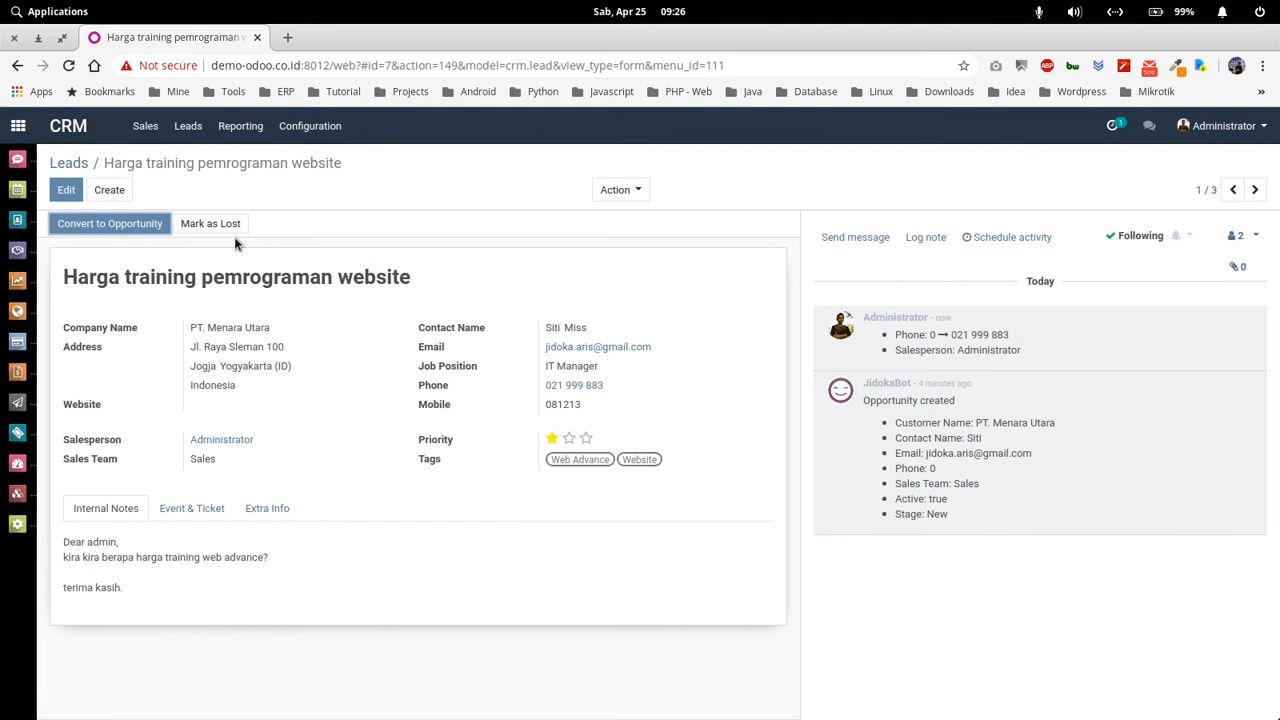 Applications
Sab, Apr 25 09:26
99%
Harga training pemrograman w
Not secure demo-odoo.co.id:8012/web?#id=7&action=149&model=crm.lead&view_type=form&menu_id=111
ABP
bw
506
Apps Bookmarks Mine Tools ERP Tutorial Projects Android Python Javascript PHP - Web Java Database Linux Downloads Idea Wordpress Mikrotik »
CRM Sales Leads Reporting Configuration
1
Administrator
Leads / Harga training pemrograman website
Edit Create Action 1 / 3
Convert to Opportunity Mark as Lost
Send message Log note Schedule activity Following 2
0
Harga training pemrograman website
Today
Company Name PT. Menara Utara Contact Name Siti Miss
Address Jl. Raya Sleman 100 Email jidoka.aris@gmail.com
Jogja Yogyakarta (ID) Job Position IT Manager
Indonesia Phone 021 999 883
Website Mobile 081213
Salesperson Administrator Priority
Sales Team Sales Tags Web Advance Website
Internal Notes Event & Ticket Extra Info
Dear admin,
kira kira berapa harga training web advance?
terima kasih.
Administrator - now
• Phone: 0 → 021 999 883
• Salesperson: Administrator
JidokaBot - 4 minutes ago
Opportunity created
• Customer Name: PT. Menara Utara
• Contact Name: Siti
• Email: jidoka.aris@gmail.com
• Phone: 0
• Sales Team: Sales
• Active: true
• Stage: New